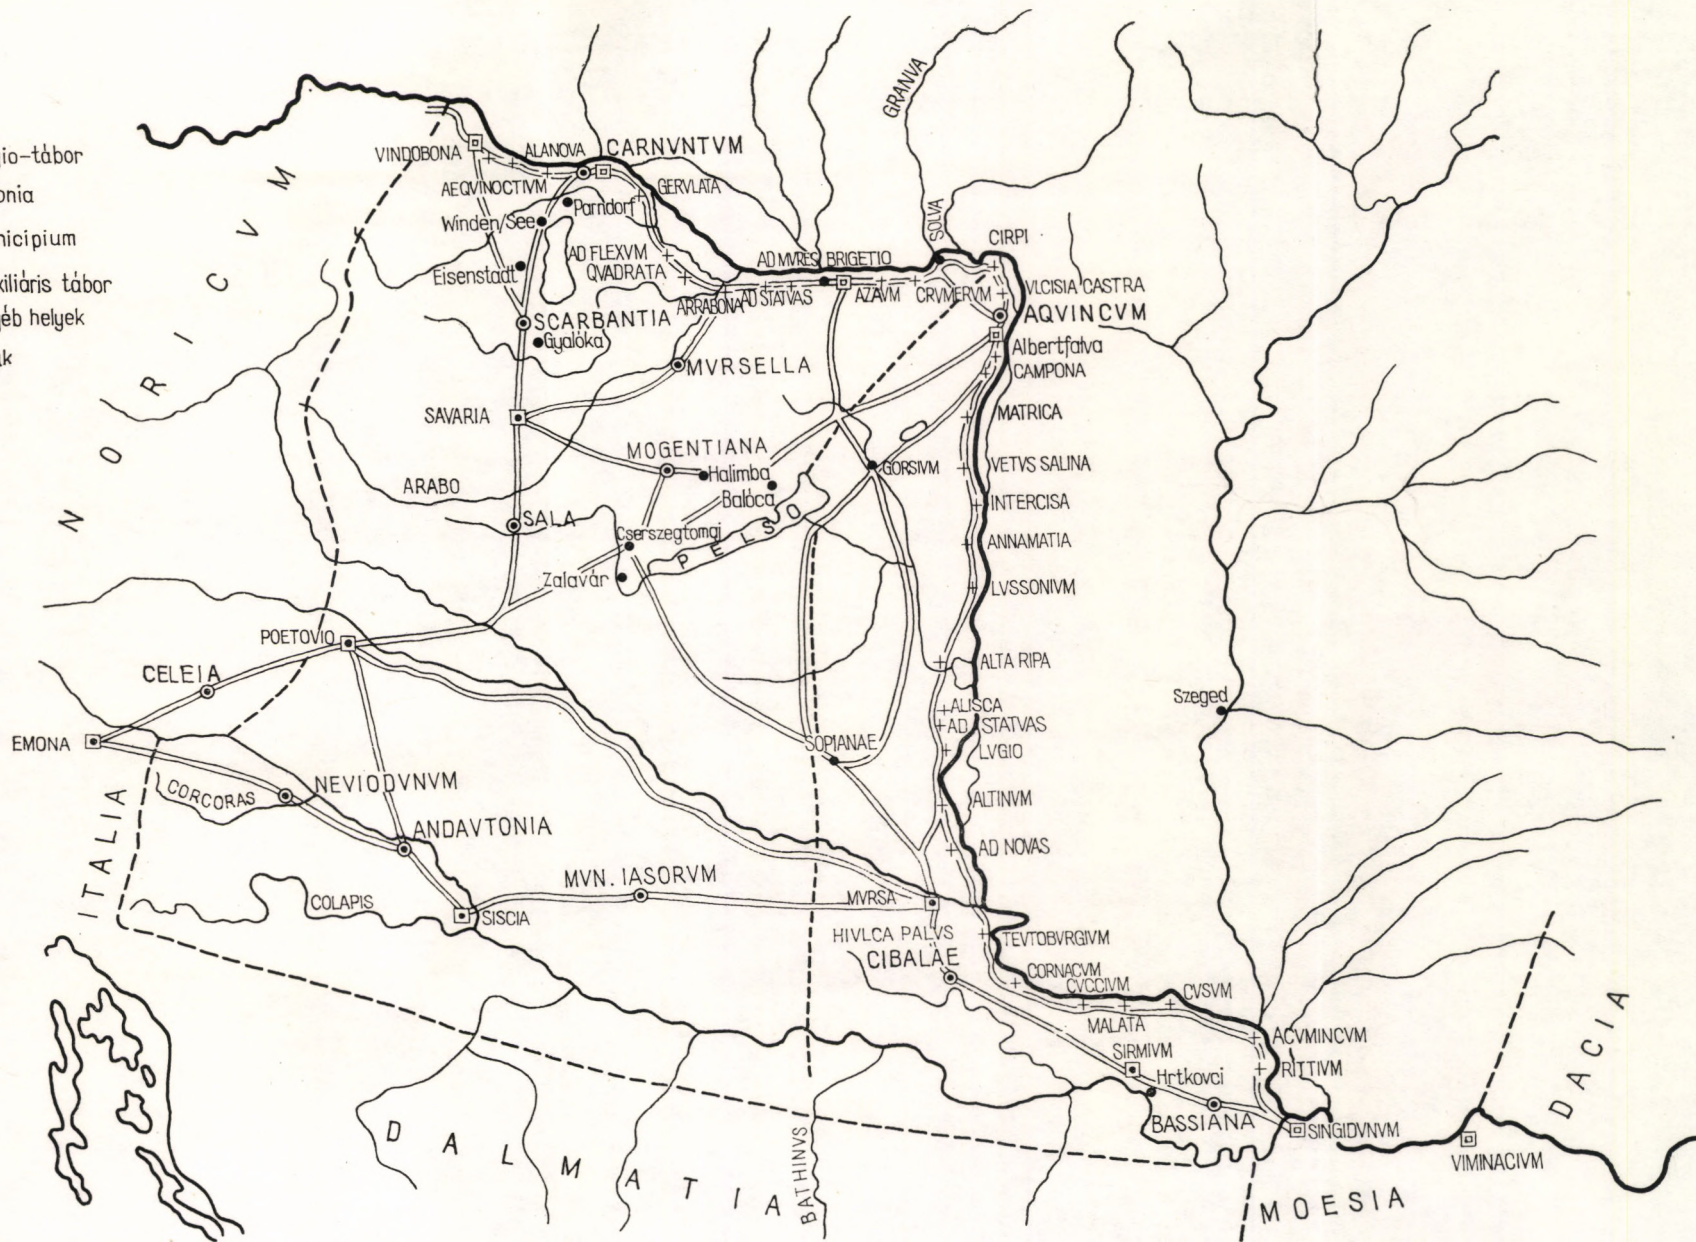 gio-tábor
onia
nicipium
xiliáris tábor
yéb helyek
ak
NORICVM
VINDOBONA
ALANOVA
CARNVNTVM
AEQVINOCTIVM
GERVLATA
Parndorf
Winden/See
AD FLEXVM
QVADRATA
Eisenstadt
AD MVRES
BRIGETIO
GRANVA
SOLVA
CIRPI
ARRABONA
AD STATVAS
AZAVM
CRVMERVM
VLCISIA CASTRA
AQVINCVM
SCARBANTIA
Gyalóka
Albertfalva
CAMPONA
MVRSELLA
SAVARIA
MATRICA
MOGENTIANA
Halimba
Balóca
GORSIVM
VETVS SALINA
ARABO
INTERCISA
SALA
Cserszegtomaj
PELSO
ANNAMATIA
Zalavár
LVSSONIVM
POETOVIO
CELEIA
ALTA RIPA
Szeged
ALISCA
AD STATVAS
EMONA
SOPIANAE
LVGIO
CORCORAS
NEVIODVNVM
ALTINVM
ITALIA
ANDAVTONIA
AD NOVAS
MVN. IASORVM
COLAPIS
SISCIA
MVRSA
HIVLCA PALVS
CIBALAE
TEVTOBVRGIVM
CORNACVM
CVCCIVM
CVSVM
MALATA
ACVMINCVM
SIRMIVM
RITTIVM
Hrtkovci
BASSIANA
SINGIDVNVM
DACIA
VIMINACIVM
DALMATIA
BATHINVS
MOESIA